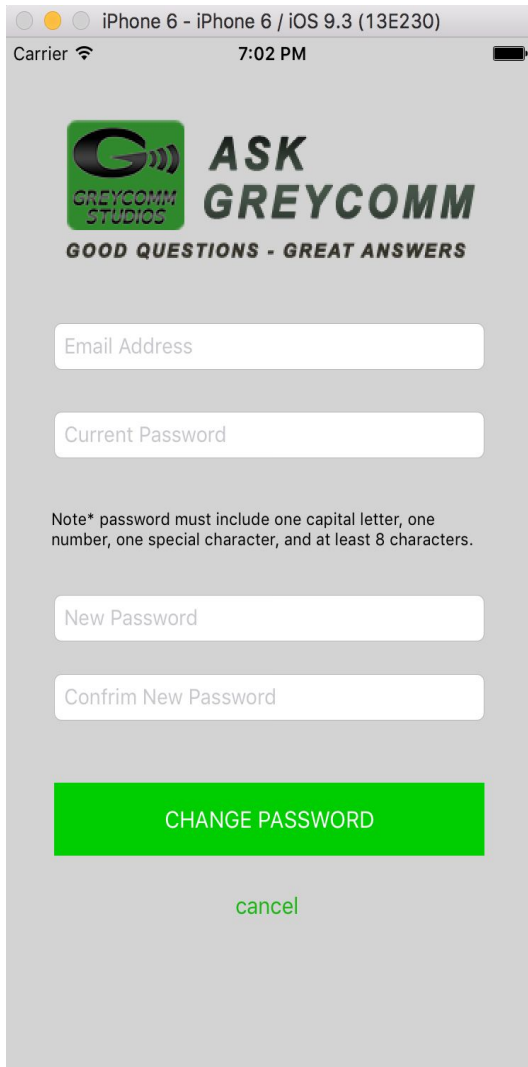 iPhone 6 - iPhone 6 / iOS 9.3 (13E230)
Carrier 7:02 PM
GREYCOMM
STUDIOS
ASK
GREYCOMM
GOOD QUESTIONS - GREAT ANSWERS
Email Address
Current Password
Note* password must include one capital letter, one
number, one special character, and at least 8 characters.
New Password
Confrim New Password
CHANGE PASSWORD
cancel